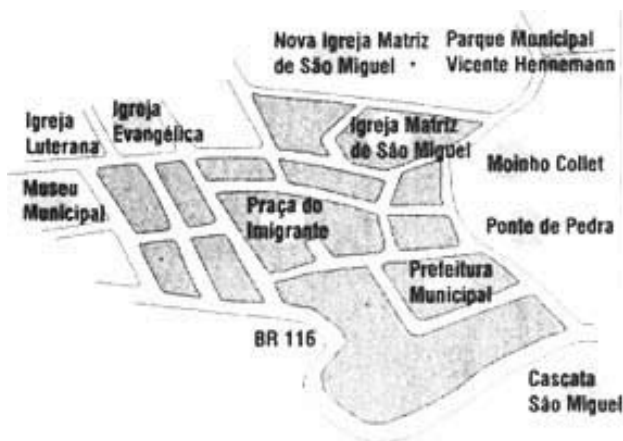 Nova Igreja Matriz
de São Miguel
Parque Municipal
Vicente Hennemann
Igreja
Luterana
Igreja
Evangélica
Igreja Matriz
de São Miguel
Moinho Collet
Museu
Municipal
Praça do
Imigrante
Ponte de Pedra
Prefeitura
Municipal
BR 116
Cascata
São Miguel